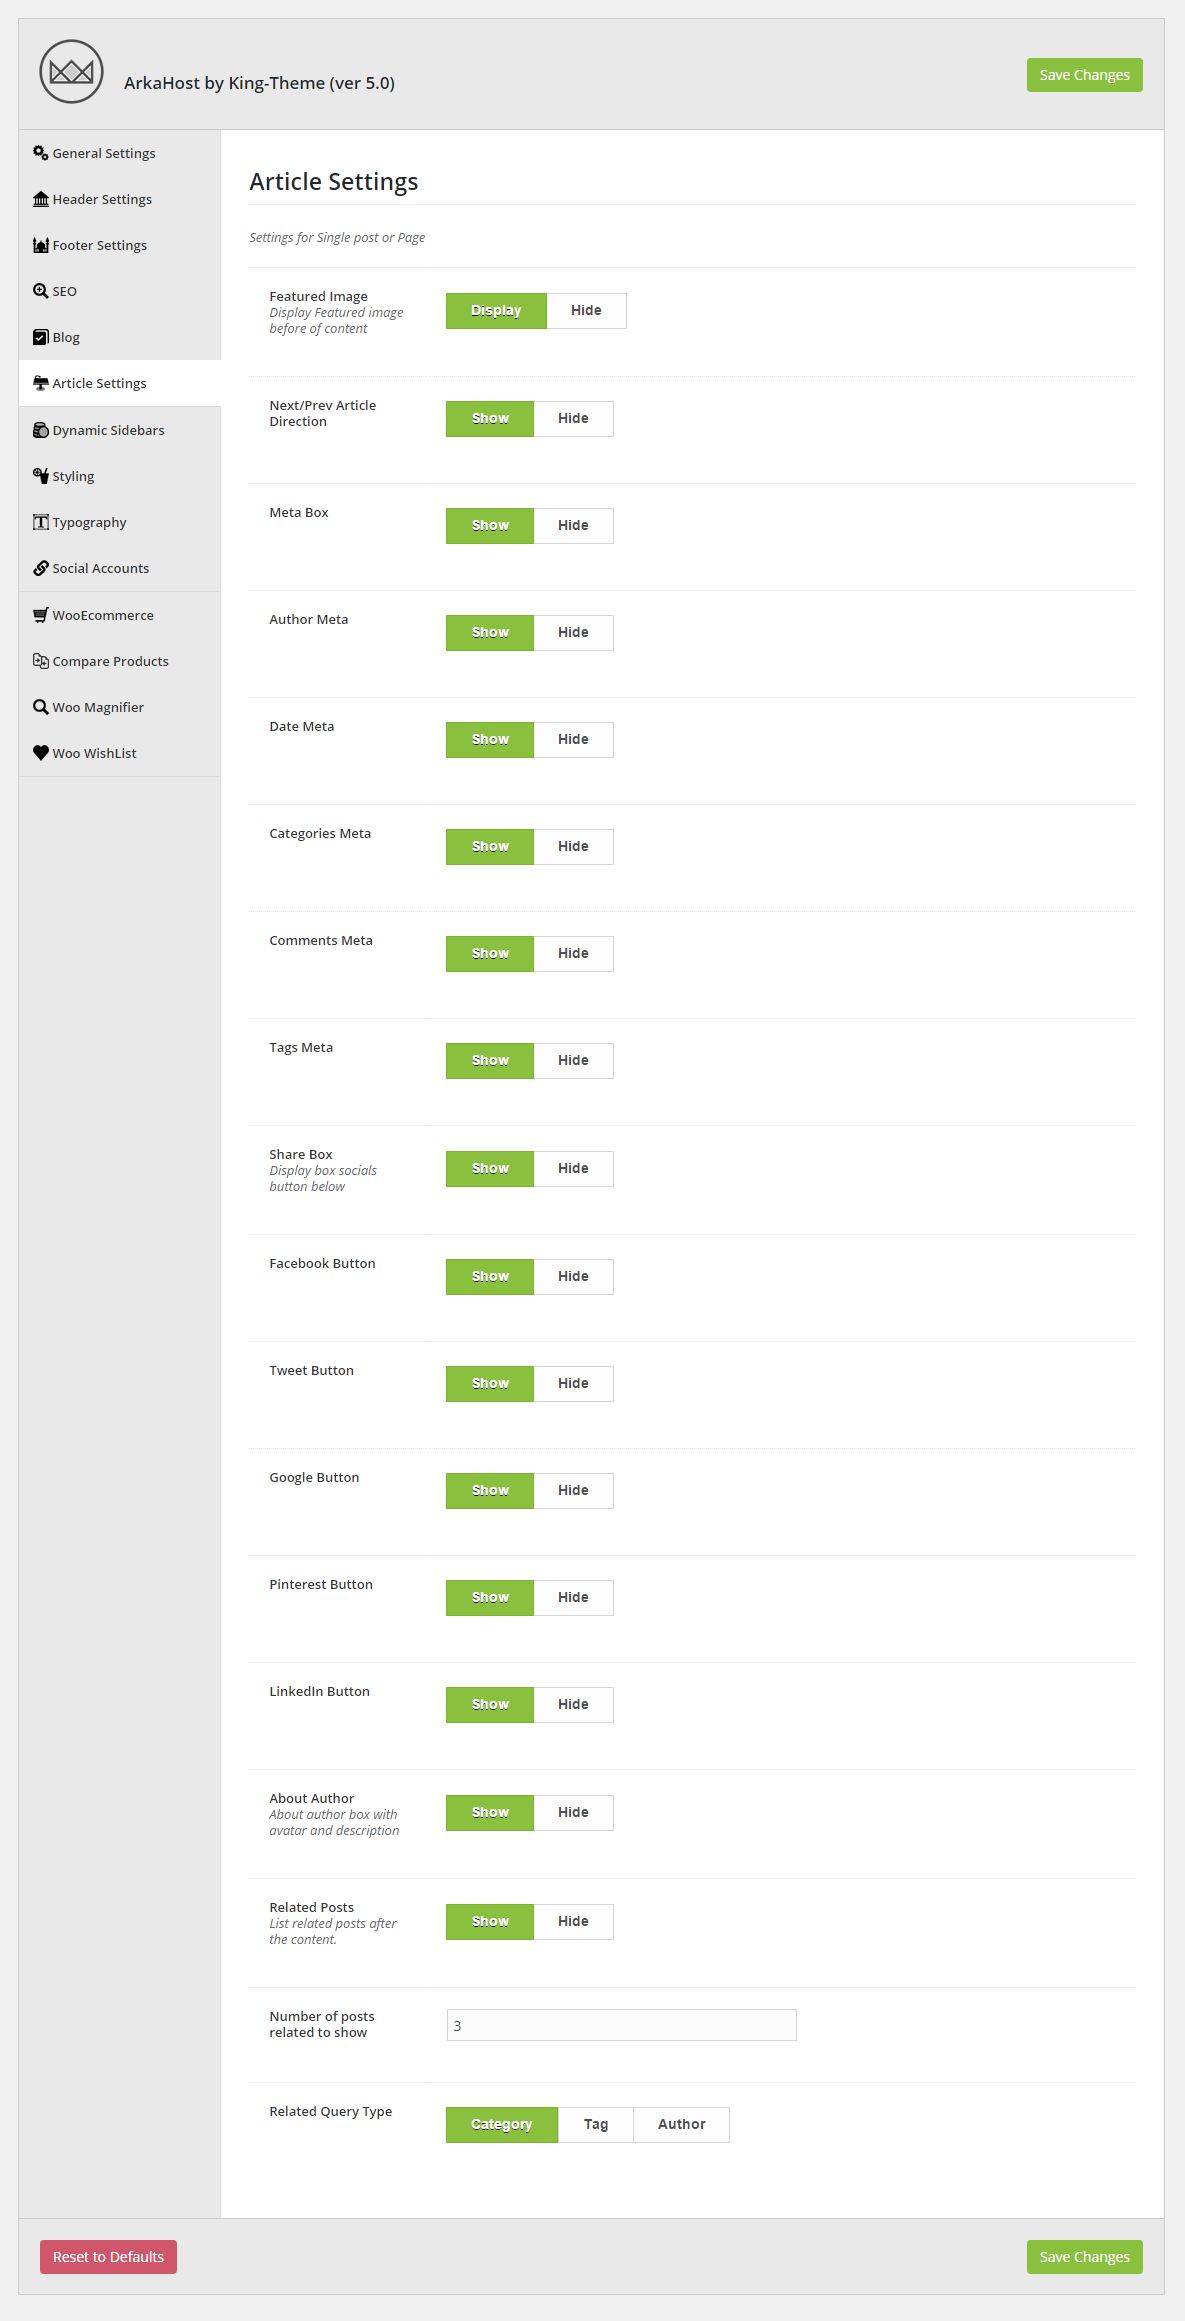 ArkaHost by King-Theme (ver 5.0)
Save Changes
General Settings
Header Settings
Footer Settings
SEO
Blog
Article Settings
Dynamic Sidebars
Styling
Typography
Social Accounts
WooEcommerce
Compare Products
Woo Magnifier
Woo WishList
Article Settings
Settings for Single post or Page
Featured Image
Display Featured image
before of content
Display Hide
Next/Prev Article
Direction
Show Hide
Meta Box
Show Hide
Author Meta
Show Hide
Date Meta
Show Hide
Categories Meta
Show Hide
Comments Meta
Show Hide
Tags Meta
Show Hide
Share Box
Display box socials
button below
Show Hide
Facebook Button
Show Hide
Tweet Button
Show Hide
Google Button
Show Hide
Pinterest Button
Show Hide
LinkedIn Button
Show Hide
About Author
About author box with
avatar and description
Show Hide
Related Posts
List related posts after
the content.
Show Hide
Number of posts
related to show
3
Related Query Type
Category Tag Author
Reset to Defaults
Save Changes